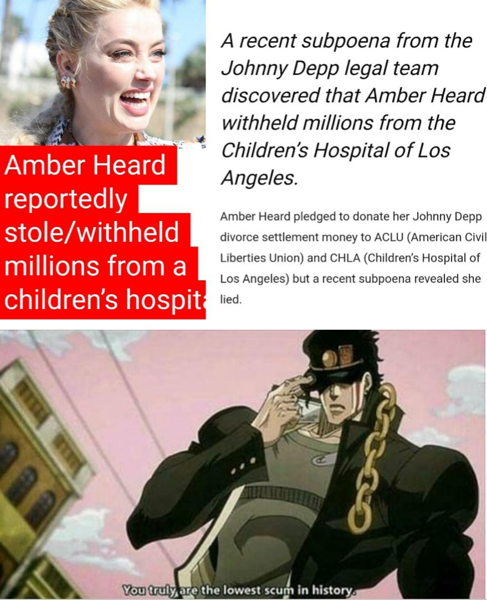 Amber Heard
reportedly
stole/withheld
millions from a
children's hospit
A recent subpoena from the
Johnny Depp legal team
discovered that Amber Heard
withheld millions from the
Children's Hospital of Los
Angeles.
Amber Heard pledged to donate her Johnny Depp
divorce settlement money to ACLU (American Civil
Liberties Union) and CHLA (Children's Hospital of
Los Angeles) but a recent subpoena revealed she
lied.
You truly are the lowest scum in history.